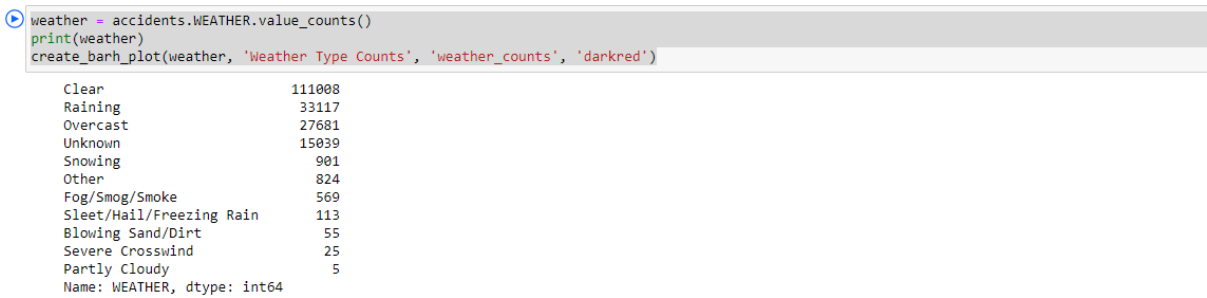 weather = accidents.WEATHER.value_counts()
print(weather)
create_barh_plot(weather, 'Weather Type Counts', 'weather_counts', 'darkred')
Clear 111008
Raining 33117
Overcast 27681
Unknown 15039
Snowing 901
Other 824
Fog/Smog/Smoke 569
Sleet/Hail/Freezing Rain 113
Blowing Sand/Dirt 55
Severe Crosswind 25
Partly Cloudy 5
Name: WEATHER, dtype: int64